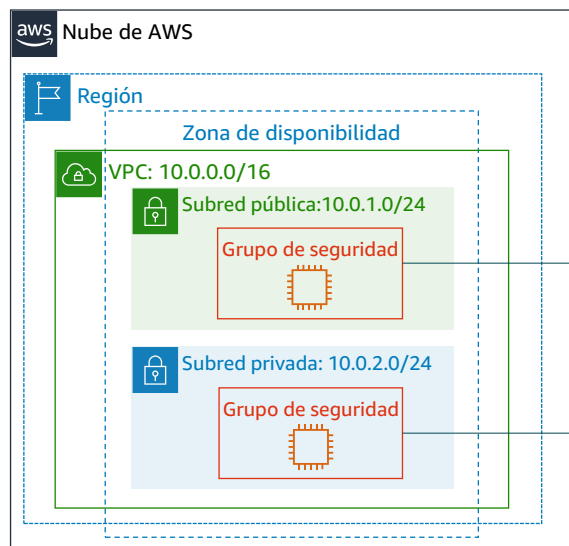 aws
Nube de AWS
Región
Zona de disponibilidad
VPC: 10.0.0.0/16
Subred pública:10.0.1.0/24
Grupo de seguridad
Subred privada: 10.0.2.0/24
Grupo de seguridad